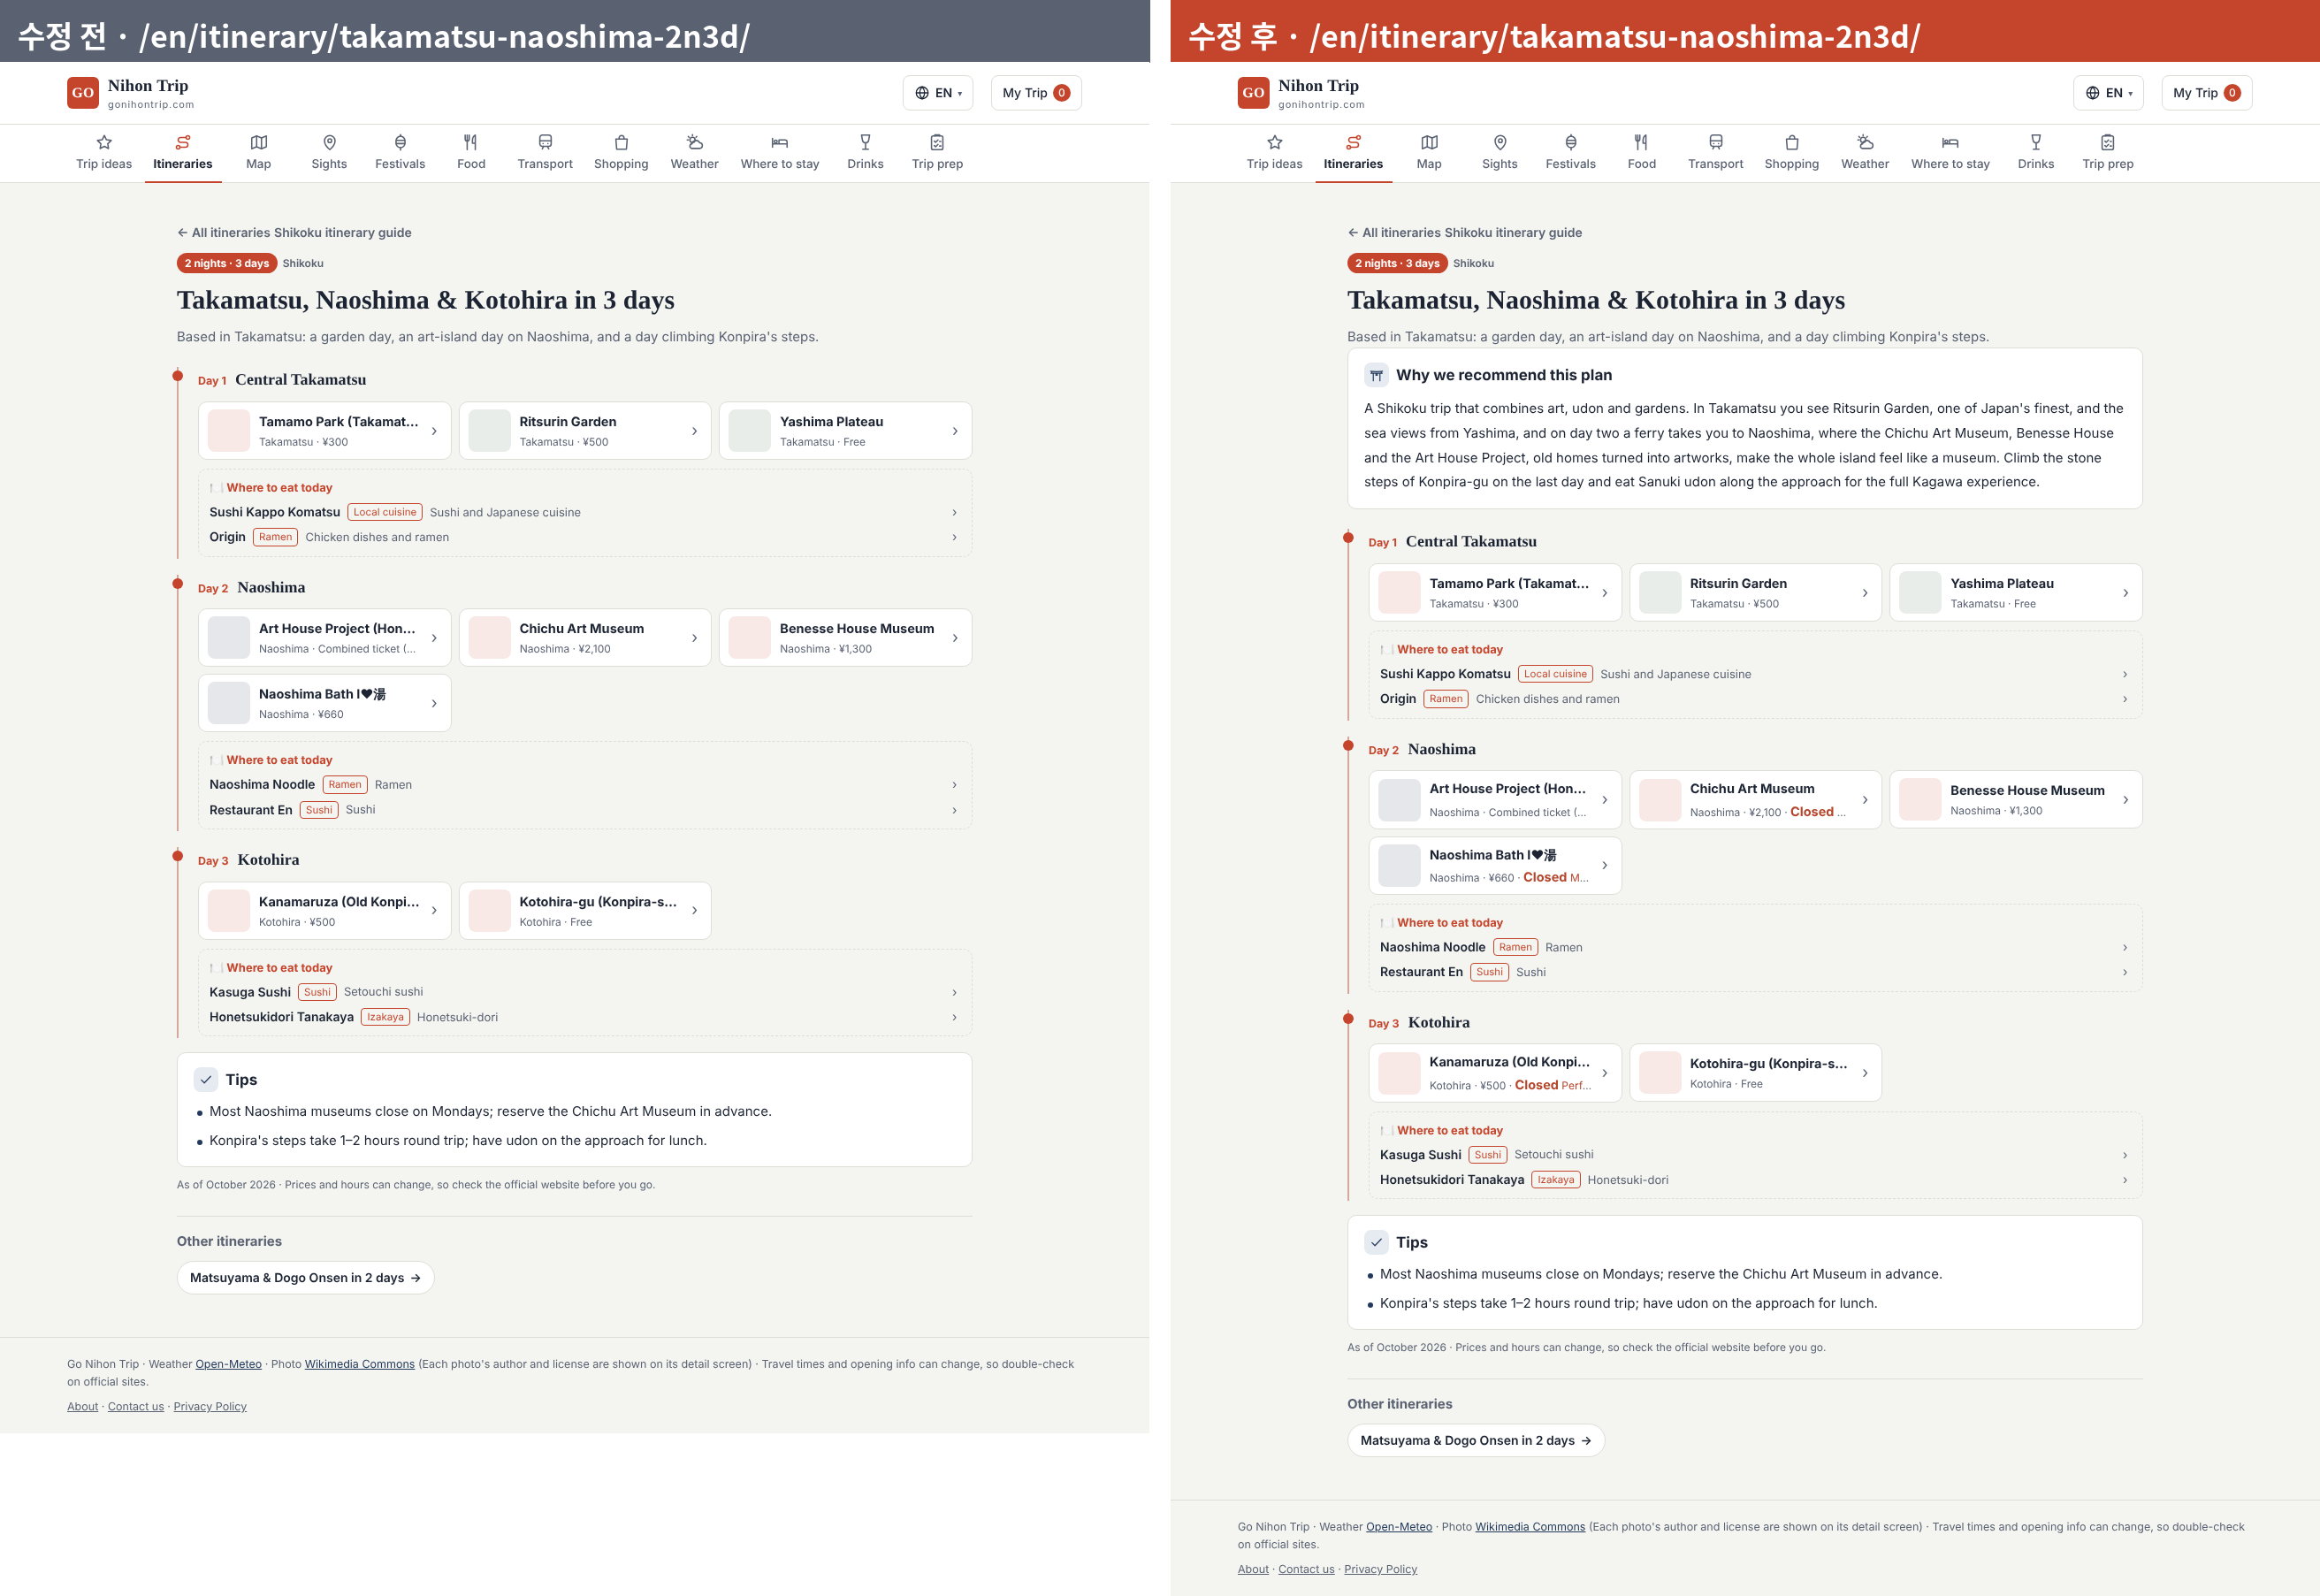 수정 전 · /en/itinerary/takamatsu-naoshima-2n3d/
GO
Nihon Trip
gonihontrip.com
EN ▾
My Trip 0
Trip ideas
Itineraries
Map
Sights
Festivals
Food
Transport
Shopping
Weather
Where to stay
Drinks
Trip prep
← All itineraries Shikoku itinerary guide
2 nights · 3 days Shikoku
Takamatsu, Naoshima & Kotohira in 3 days
Based in Takamatsu: a garden day, an art-island day on Naoshima, and a day climbing Konpira's steps.
Day 1 Central Takamatsu
Tamamo Park (Takamat... ›
Takamatsu · ¥300
Ritsurin Garden ›
Takamatsu · ¥500
Yashima Plateau ›
Takamatsu · Free
🍽 Where to eat today
Sushi Kappo Komatsu Local cuisine Sushi and Japanese cuisine ›
Origin Ramen Chicken dishes and ramen ›
Day 2 Naoshima
Art House Project (Hon... ›
Naoshima · Combined ticket (...
Chichu Art Museum ›
Naoshima · ¥2,100
Benesse House Museum ›
Naoshima · ¥1,300
Naoshima Bath I♥湯 ›
Naoshima · ¥660
🍽 Where to eat today
Naoshima Noodle Ramen Ramen ›
Restaurant En Sushi Sushi ›
Day 3 Kotohira
Kanamaruza (Old Konpi... ›
Kotohira · ¥500
Kotohira-gu (Konpira-s... ›
Kotohira · Free
🍽 Where to eat today
Kasuga Sushi Sushi Setouchi sushi ›
Honetsukidori Tanakaya Izakaya Honetsuki-dori ›
Tips
• Most Naoshima museums close on Mondays; reserve the Chichu Art Museum in advance.
• Konpira's steps take 1–2 hours round trip; have udon on the approach for lunch.
As of October 2026 · Prices and hours can change, so check the official website before you go.
Other itineraries
Matsuyama & Dogo Onsen in 2 days →
Go Nihon Trip · Weather Open-Meteo · Photo Wikimedia Commons (Each photo's author and license are shown on its detail screen) · Travel times and opening info can change, so double-check
on official sites.
About · Contact us · Privacy Policy
수정 후 · /en/itinerary/takamatsu-naoshima-2n3d/
GO
Nihon Trip
gonihontrip.com
EN ▾
My Trip 0
Trip ideas
Itineraries
Map
Sights
Festivals
Food
Transport
Shopping
Weather
Where to stay
Drinks
Trip prep
← All itineraries Shikoku itinerary guide
2 nights · 3 days Shikoku
Takamatsu, Naoshima & Kotohira in 3 days
Based in Takamatsu: a garden day, an art-island day on Naoshima, and a day climbing Konpira's steps.
Why we recommend this plan
A Shikoku trip that combines art, udon and gardens. In Takamatsu you see Ritsurin Garden, one of Japan's finest, and the
sea views from Yashima, and on day two a ferry takes you to Naoshima, where the Chichu Art Museum, Benesse House
and the Art House Project, old homes turned into artworks, make the whole island feel like a museum. Climb the stone
steps of Konpira-gu on the last day and eat Sanuki udon along the approach for the full Kagawa experience.
Day 1 Central Takamatsu
Tamamo Park (Takamat... ›
Takamatsu · ¥300
Ritsurin Garden ›
Takamatsu · ¥500
Yashima Plateau ›
Takamatsu · Free
🍽 Where to eat today
Sushi Kappo Komatsu Local cuisine Sushi and Japanese cuisine ›
Origin Ramen Chicken dishes and ramen ›
Day 2 Naoshima
Art House Project (Hon... ›
Naoshima · Combined ticket (...
Chichu Art Museum ›
Naoshima · ¥2,100 · Closed ...
Benesse House Museum ›
Naoshima · ¥1,300
Naoshima Bath I♥湯 ›
Naoshima · ¥660 · Closed M...
🍽 Where to eat today
Naoshima Noodle Ramen Ramen ›
Restaurant En Sushi Sushi ›
Day 3 Kotohira
Kanamaruza (Old Konpi... ›
Kotohira · ¥500 · Closed Perf...
Kotohira-gu (Konpira-s... ›
Kotohira · Free
🍽 Where to eat today
Kasuga Sushi Sushi Setouchi sushi ›
Honetsukidori Tanakaya Izakaya Honetsuki-dori ›
Tips
• Most Naoshima museums close on Mondays; reserve the Chichu Art Museum in advance.
• Konpira's steps take 1–2 hours round trip; have udon on the approach for lunch.
As of October 2026 · Prices and hours can change, so check the official website before you go.
Other itineraries
Matsuyama & Dogo Onsen in 2 days →
Go Nihon Trip · Weather Open-Meteo · Photo Wikimedia Commons (Each photo's author and license are shown on its detail screen) · Travel times and opening info can change, so double-check
on official sites.
About · Contact us · Privacy Policy